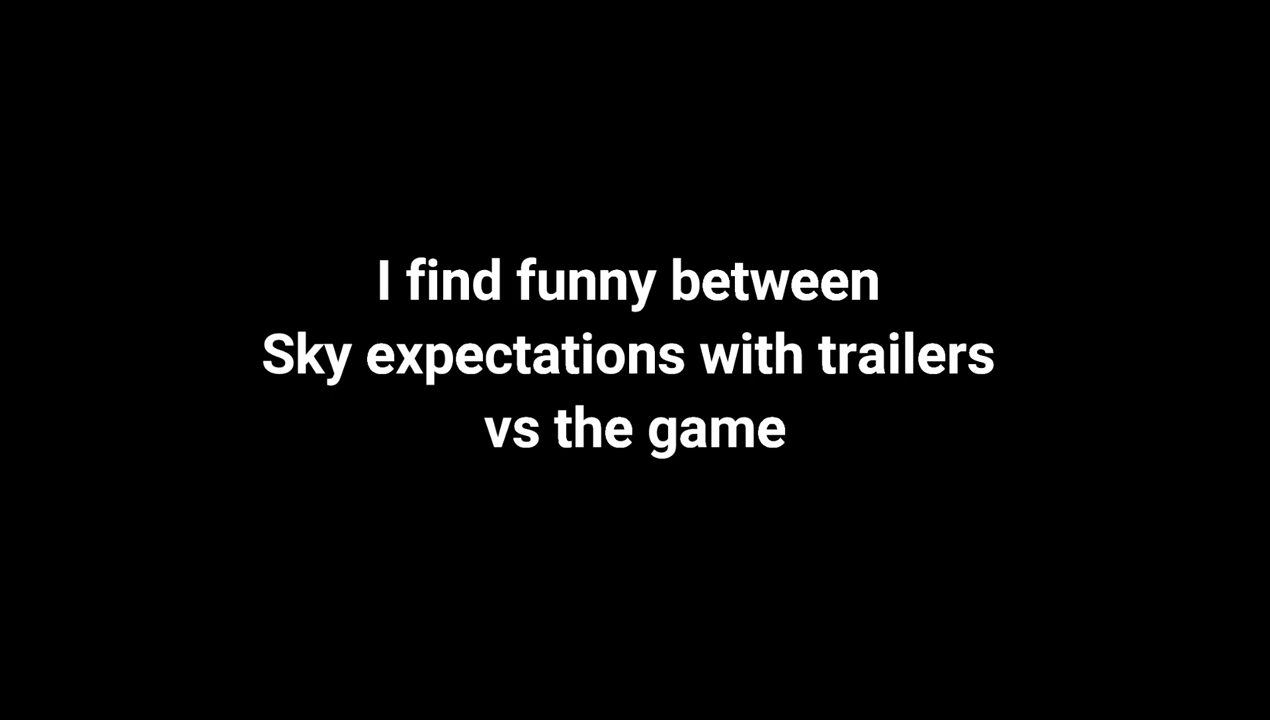 I find funny between
Sky expectations with trailers
vs the game